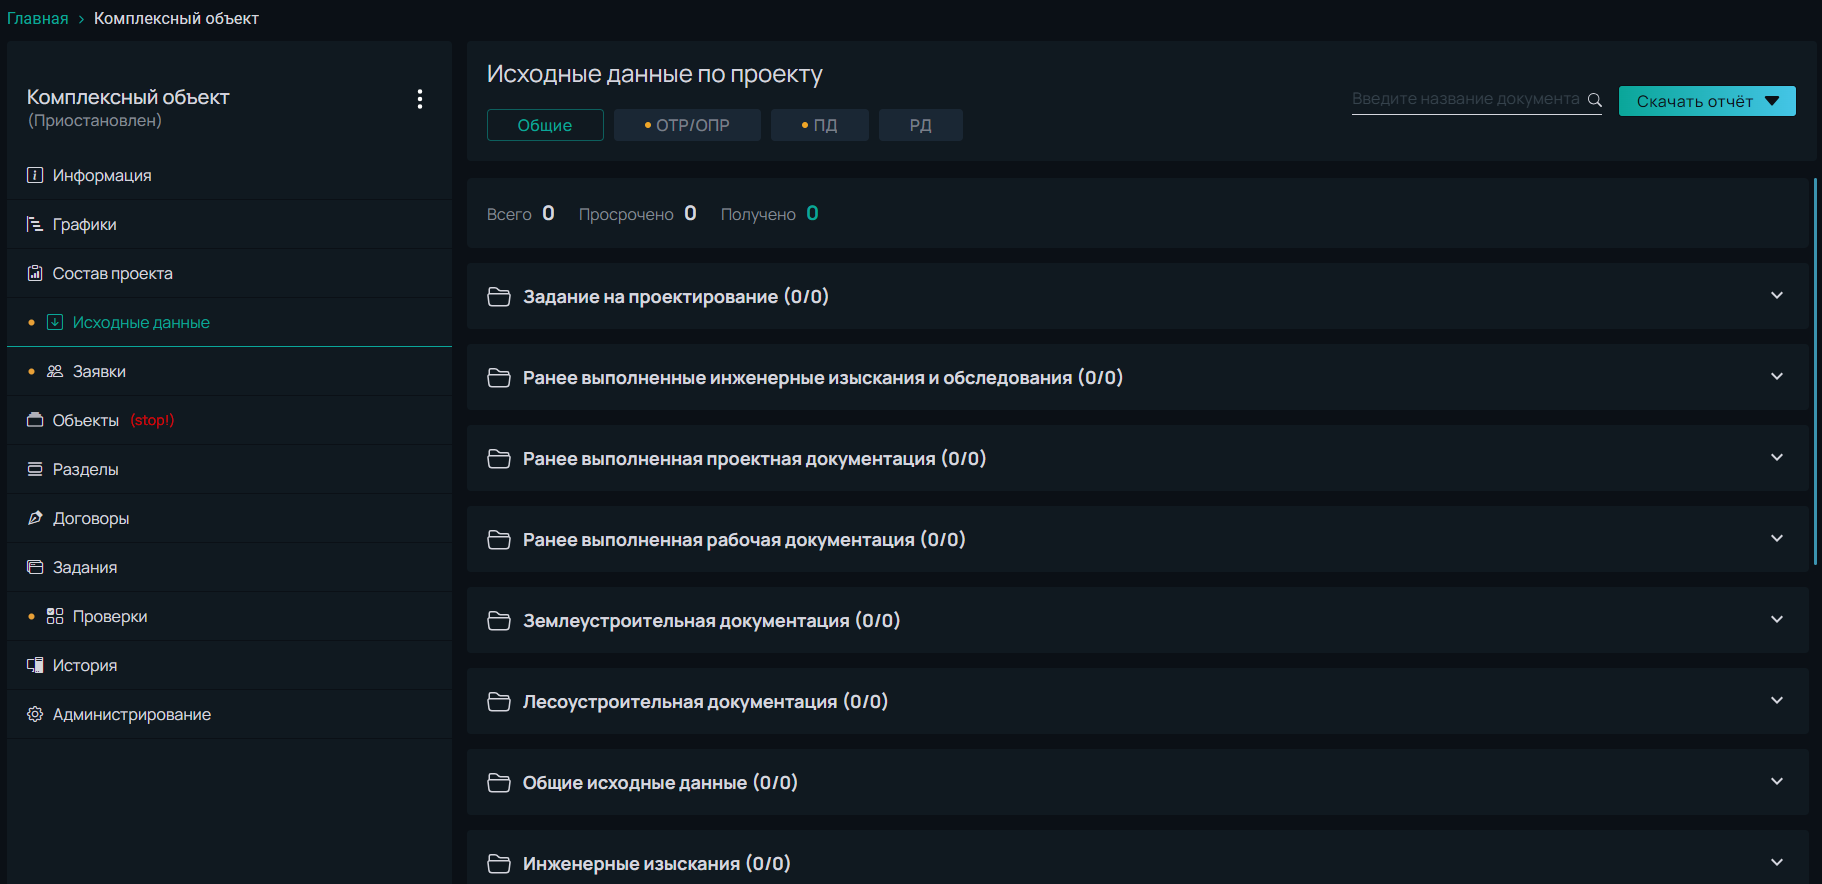 Главная › Комплексный объект
Комплексный объект
(Приостановлен)
Информация
Графики
Состав проекта
Исходные данные
Заявки
Объекты (stop!)
Разделы
Договоры
Задания
Проверки
История
Администрирование
Исходные данные по проекту
Общие
ОТР/ОПР
ПД
РД
Введите название документа
Скачать отчёт
Всего 0 Просрочено 0 Получено 0
Задание на проектирование (0/0)
Ранее выполненные инженерные изыскания и обследования (0/0)
Ранее выполненная проектная документация (0/0)
Ранее выполненная рабочая документация (0/0)
Землеустроительная документация (0/0)
Лесоустроительная документация (0/0)
Общие исходные данные (0/0)
Инженерные изыскания (0/0)